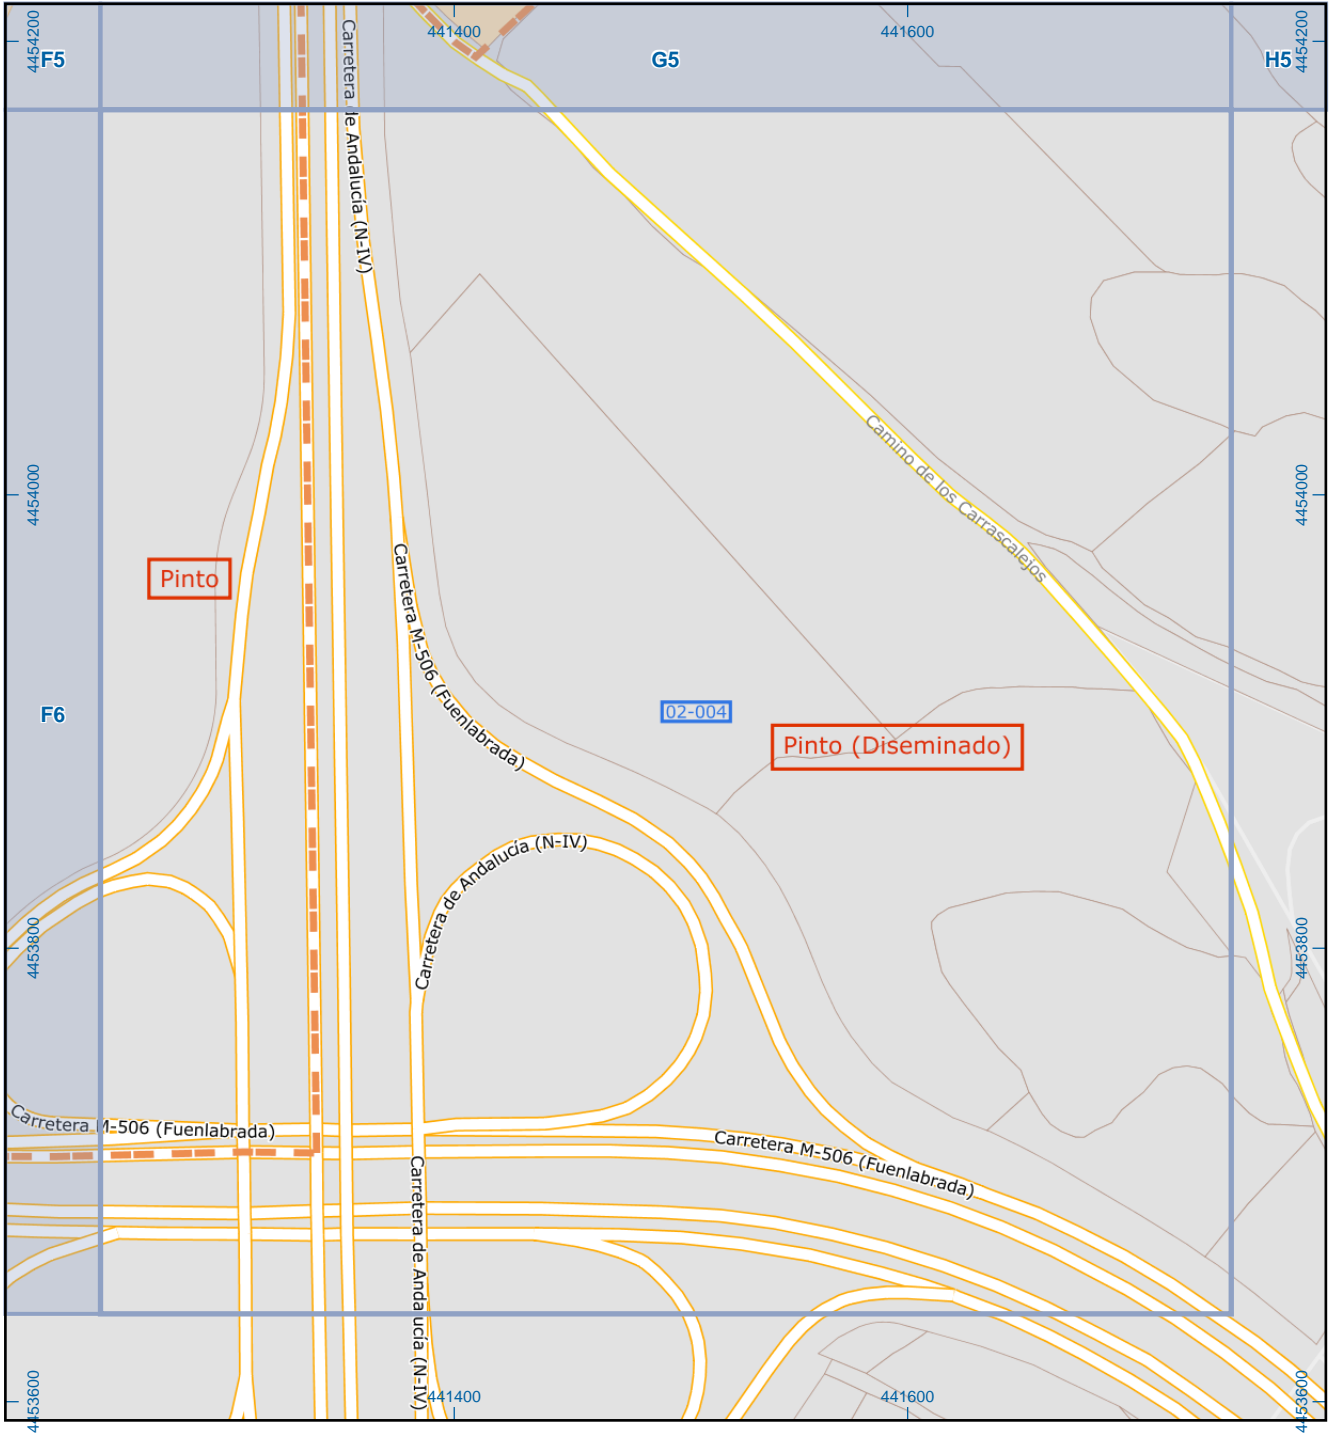 4454200
F5
Carretera de Andalucía (N-IV)
441400
G5
441600
H5
4454200
Camino de los Carrascalejos
4454000
4454000
Pinto
Carretera M-506 (Fuenlabrada)
F6
02-004
Pinto (Diseminado)
Carretera de Andalucía (N-IV)
4453800
4453800
Carretera M-506 (Fuenlabrada)
Carretera M-506 (Fuenlabrada)
Carretera de Andalucía (N-IV)
4453600
441400
441600
4453600